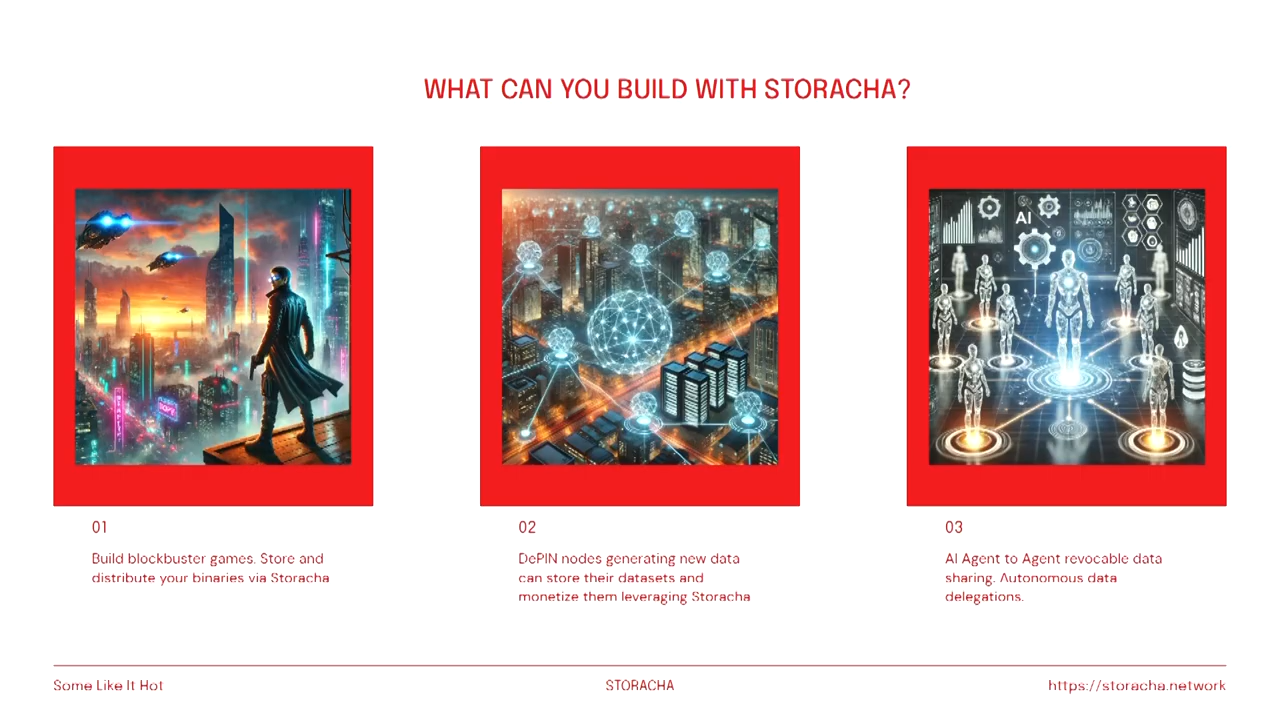 WHAT CAN YOU BUILD WITH STORACHA?
AI
01
Build blockbuster games. Store and
distribute your binaries via Storacha
02
DePIN nodes generating new data
can store their datasets and
monetize them leveraging Storacha
03
AI Agent to Agent revocable data
sharing. Autonomous data
delegations.
Some Like It Hot
STORACHA
https://storacha.network